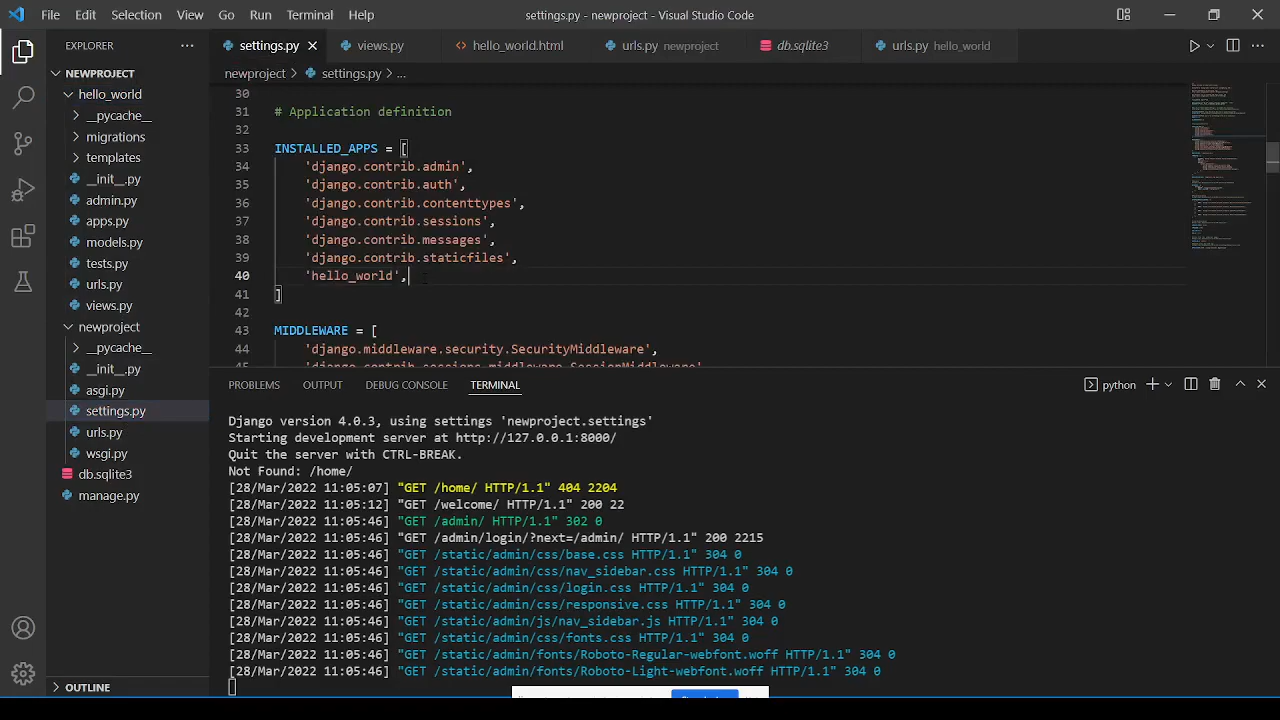 File Edit Selection View Go Run Terminal Help settings.py - newproject - Visual Studio Code
EXPLORER
settings.py views.py hello_world.html urls.py newproject db.sqlite3 urls.py hello_world
NEWPROJECT
hello_world
__pycache__
migrations
templates
__init__.py
admin.py
apps.py
models.py
tests.py
urls.py
views.py
newproject
__pycache__
__init__.py
asgi.py
settings.py
urls.py
wsgi.py
db.sqlite3
manage.py
OUTLINE
newproject > settings.py > ...
30
31 # Application definition
32
33 INSTALLED_APPS = [
34 'django.contrib.admin',
35 'django.contrib.auth',
36 'django.contrib.contenttypes',
37 'django.contrib.sessions',
38 'django.contrib.messages',
39 'django.contrib.staticfiles',
40 'hello_world',
41 ]
42
43 MIDDLEWARE = [
44 'django.middleware.security.SecurityMiddleware',
45 'django.contrib.sessions.middleware.SessionMiddleware',
PROBLEMS OUTPUT DEBUG CONSOLE TERMINAL python
Django version 4.0.3, using settings 'newproject.settings'
Starting development server at http://127.0.0.1:8000/
Quit the server with CTRL-BREAK.
Not Found: /home/
[28/Mar/2022 11:05:07] "GET /home/ HTTP/1.1" 404 2204
[28/Mar/2022 11:05:12] "GET /welcome/ HTTP/1.1" 200 22
[28/Mar/2022 11:05:46] "GET /admin/ HTTP/1.1" 302 0
[28/Mar/2022 11:05:46] "GET /admin/login/?next=/admin/ HTTP/1.1" 200 2215
[28/Mar/2022 11:05:46] "GET /static/admin/css/base.css HTTP/1.1" 304 0
[28/Mar/2022 11:05:46] "GET /static/admin/css/nav_sidebar.css HTTP/1.1" 304 0
[28/Mar/2022 11:05:46] "GET /static/admin/css/login.css HTTP/1.1" 304 0
[28/Mar/2022 11:05:46] "GET /static/admin/css/responsive.css HTTP/1.1" 304 0
[28/Mar/2022 11:05:46] "GET /static/admin/js/nav_sidebar.js HTTP/1.1" 304 0
[28/Mar/2022 11:05:46] "GET /static/admin/css/fonts.css HTTP/1.1" 304 0
[28/Mar/2022 11:05:46] "GET /static/admin/fonts/Roboto-Regular-webfont.woff HTTP/1.1" 304 0
[28/Mar/2022 11:05:46] "GET /static/admin/fonts/Roboto-Light-webfont.woff HTTP/1.1" 304 0